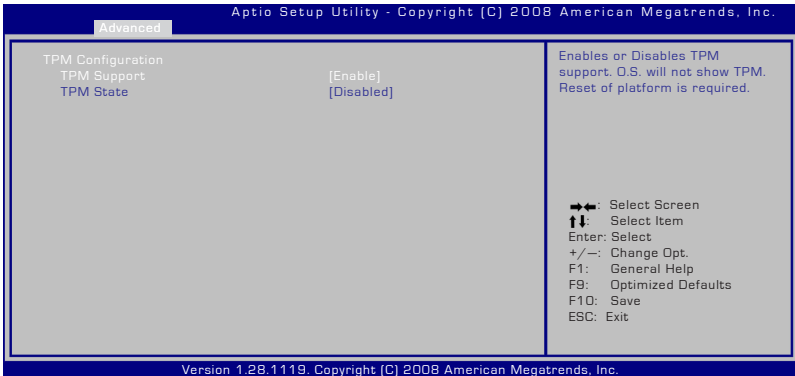 Aptio Setup Utility - Copyright (C) 2008 American Megatrends, Inc.
Advanced
TPM Configuration
TPM Support [Enable]
TPM State [Disabled]
Enables or Disables TPM
support. O.S. will not show TPM.
Reset of platform is required.
→←: Select Screen
↑↓: Select Item
Enter: Select
+/−: Change Opt.
F1: General Help
F9: Optimized Defaults
F10: Save
ESC: Exit
Version 1.28.1119. Copyright (C) 2008 American Megatrends, Inc.